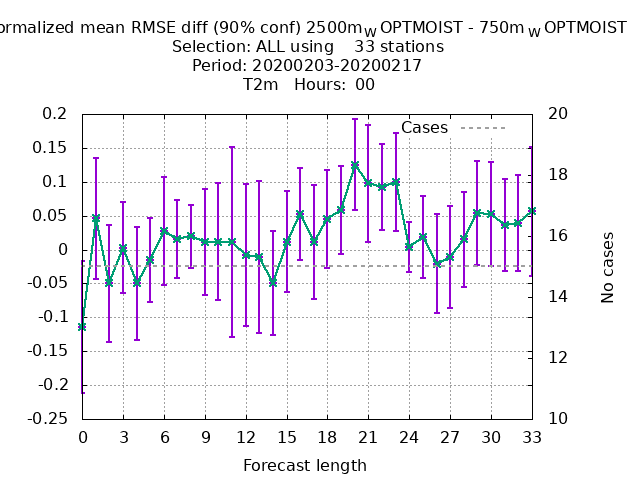 ormalized mean RMSE diff (90% conf) 2500mW OPTMOIST - 750mW OPTMOIST
Selection: ALL using 33 stations
Period: 20200203-20200217
T2m Hours: 00
Cases
0.2
0.15
0.1
0.05
0
-0.05
-0.1
-0.15
-0.2
-0.25
20
18
16
14
12
10
No cases
0 3 6 9 12 15 18 21 24 27 30 33
Forecast length